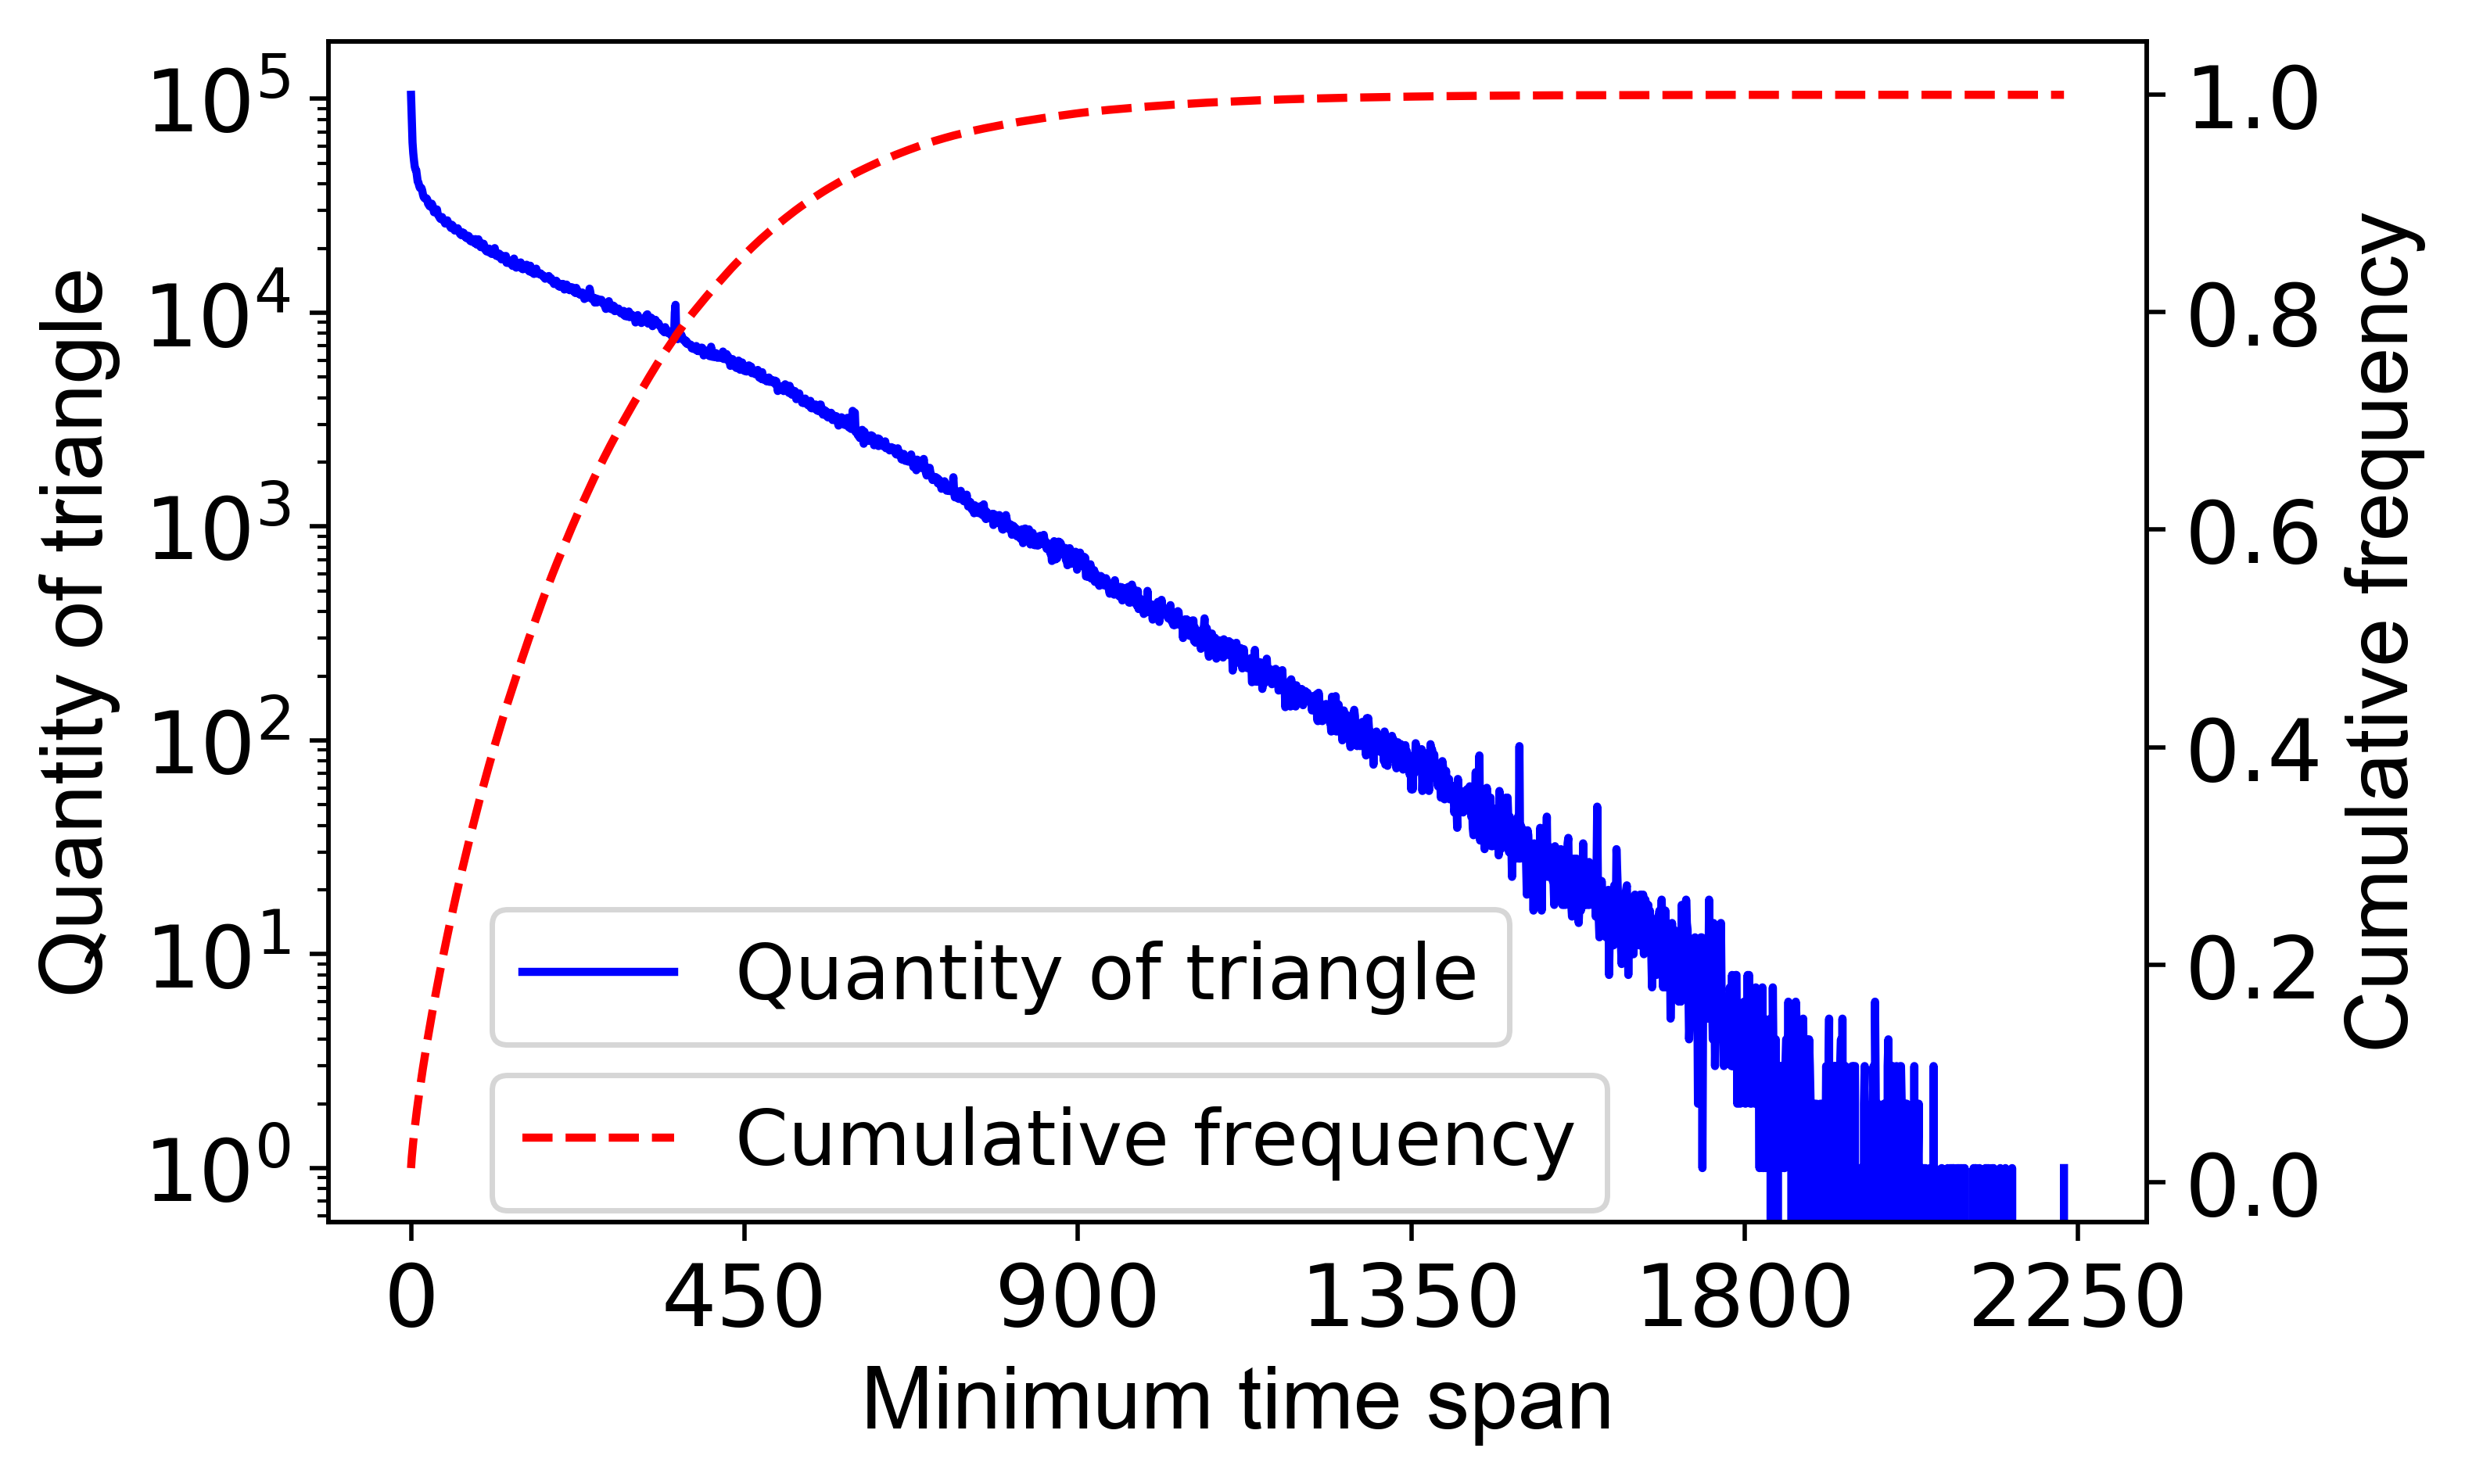 Quantity of triangle
10^5
10^4
10^3
10^2
10^1
10^0
1.0
0.8
0.6
0.4
0.2
0.0
Cumulative frequency
Quantity of triangle
Cumulative frequency
0 450 900 1350 1800 2250
Minimum time span